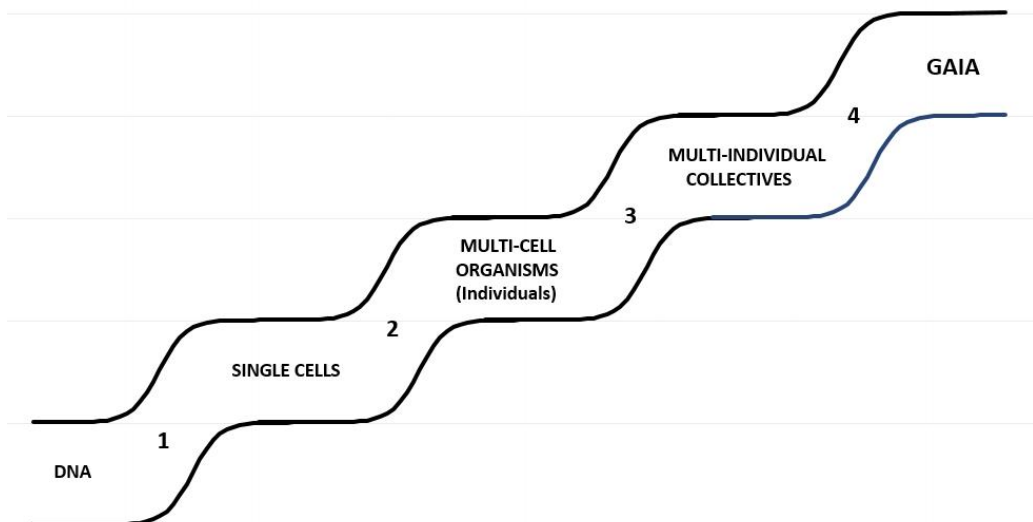 GAIA
4
MULTI-INDIVIDUAL
COLLECTIVES
3
MULTI-CELL
ORGANISMS
(Individuals)
2
SINGLE CELLS
1
DNA